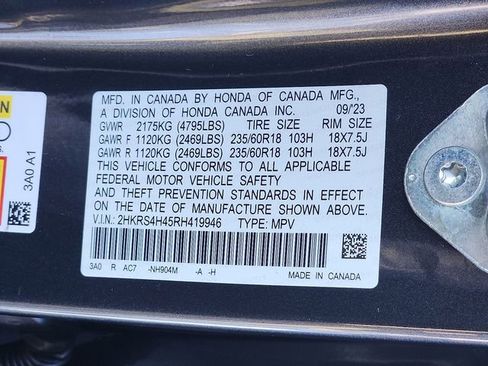 MFD. IN CANADA BY HONDA OF CANADA MFG.,
A DIVISION OF HONDA CANADA INC. 09/23
GVWR 2175KG (4795LBS) TIRE SIZE RIM SIZE
GAWR F 1120KG (2469LBS) 235/60R18 103H 18X7.5J
GAWR R 1120KG (2469LBS) 235/60R18 103H 18X7.5J
THIS VEHICLE CONFORMS TO ALL APPLICABLE
FEDERAL MOTOR VEHICLE SAFETY
AND THEFT PREVENTION STANDARDS IN EFFECT
ON THE DATE OF MANUFACTURE SHOWN ABOVE.
V.I.N.: 2HKRS4H45RH419946 TYPE: MPV
3A0 R AC7 -NH904M -A -H
MADE IN CANADA
3A0 A1